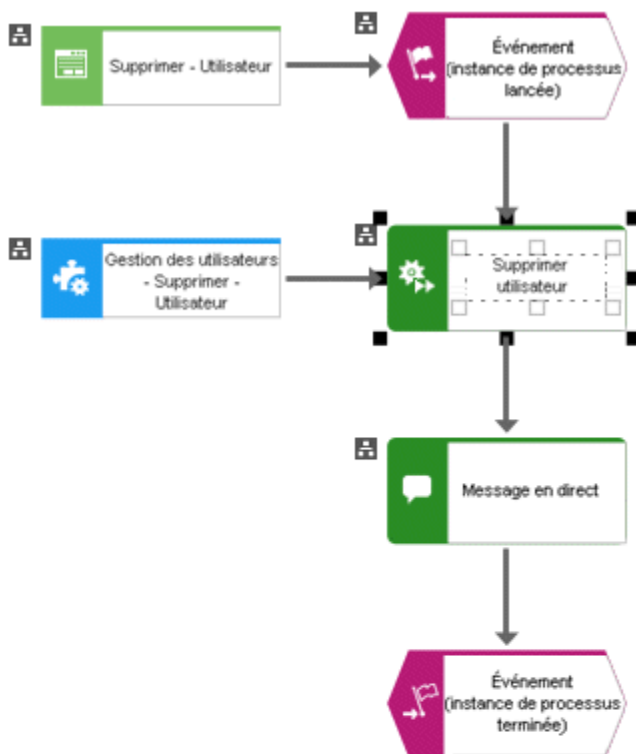 Supprimer - Utilisateur
Événement
(instance de processus
lancée)
Gestion des utilisateurs
- Supprimer -
Utilisateur
Supprimer
utilisateur
Message en direct
Événement
(instance de processus
terminée)